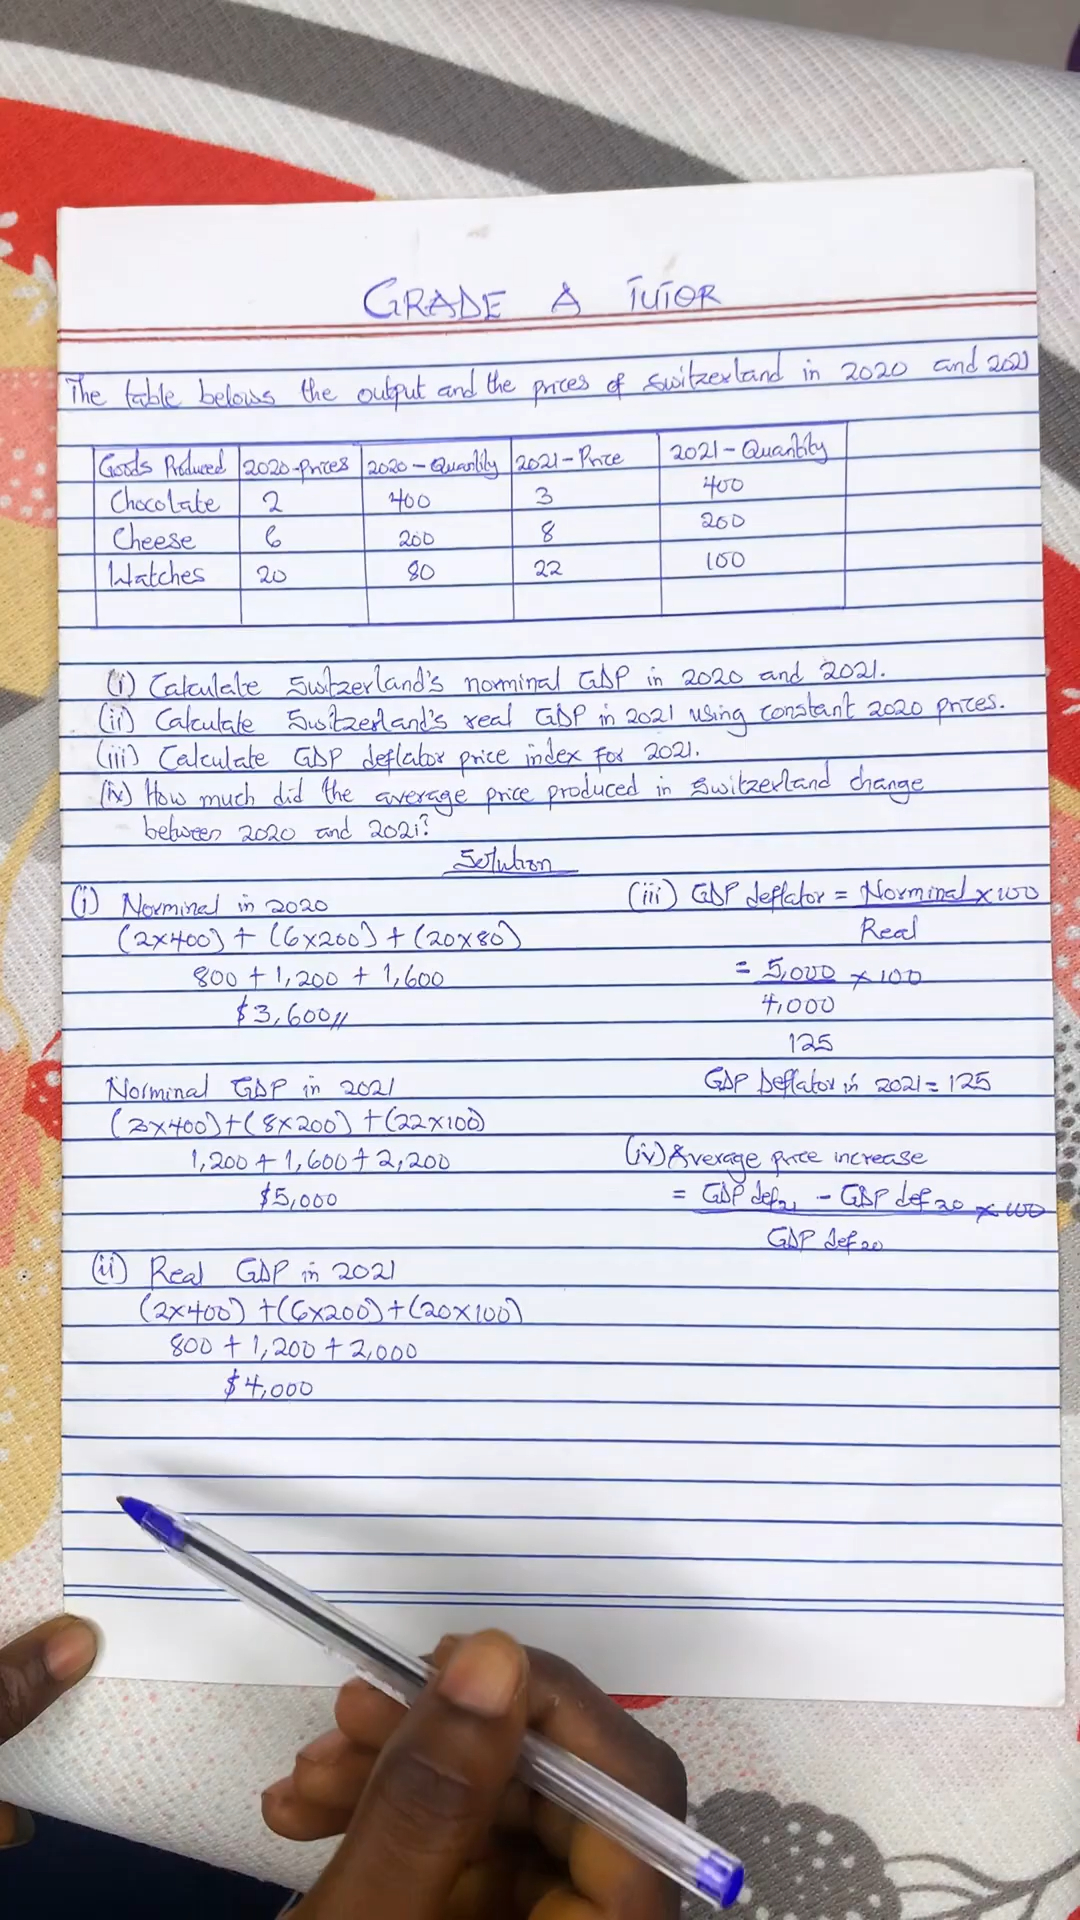 GRADE A TUTOR
The table belows the output and the prices of Switzerland in 2020 and 2021
Goods Produced 2020-prices 2020-Quantity 2021-Price 2021-Quantity
Chocolate 2 400 3 400
Cheese 6 200 8 200
Watches 20 80 22 100
(i) Calculate Switzerland's norminal GDP in 2020 and 2021.
(ii) Calculate Switzerland's real GDP in 2021 using constant 2020 prices.
(iii) Calculate GDP deflator price index for 2021.
(iv) How much did the average price produced in Switzerland change
between 2020 and 2021?
Solution
(i) Norminal in 2020
(2x400) + (6x200) + (20x80)
800 + 1,200 + 1,600
$3,600//
Norminal GDP in 2021
(3x400)+(8x200)+(22x100)
1,200+1,600+2,200
$5,000
(ii) Real GDP in 2021
(2x400)+(6x200)+(20x100)
800 + 1,200 + 2,000
$4,000
(iii) GDP deflator = Norminal x100
Real
= 5,000 x100
4,000
125
GDP Deflator in 2021 = 125
(iv) Average price increase
= GDP def21 - GDP def20 x100
GDP def20